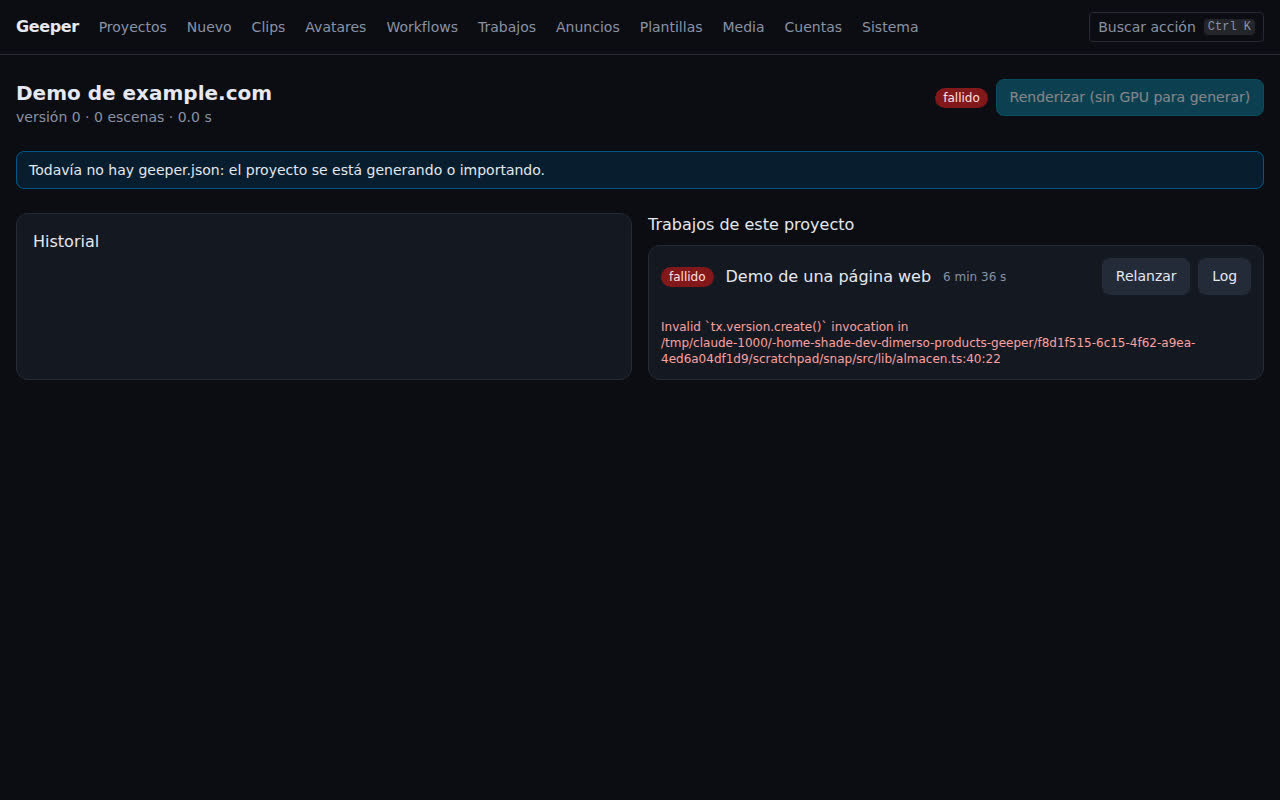 Geeper Proyectos Nuevo Clips Avatares Workflows Trabajos Anuncios Plantillas Media Cuentas Sistema Buscar acción Ctrl K
Demo de example.com
versión 0 · 0 escenas · 0.0 s
fallido Renderizar (sin GPU para generar)
Todavía no hay geeper.json: el proyecto se está generando o importando.
Historial
Trabajos de este proyecto
fallido Demo de una página web 6 min 36 s Relanzar Log
Invalid `tx.version.create()` invocation in
/tmp/claude-1000/-home-shade-dev-dimerso-products-geeper/f8d1f515-6c15-4f62-a9ea-
4ed6a04df1d9/scratchpad/snap/src/lib/almacen.ts:40:22